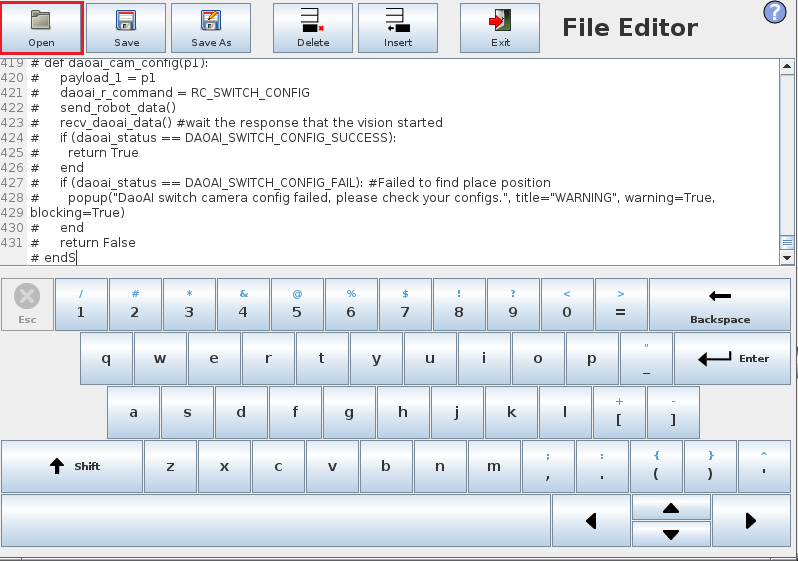 Open
Save
Save As
Delete
Insert
Exit
File Editor
?
419 # def daoai_cam_config(p1):
420 #     payload_1 = p1
421 #     daoai_r_command = RC_SWITCH_CONFIG
422 #     send_robot_data()
423 #     recv_daoai_data() #wait the response that the vision started
424 #     if (daoai_status == DAOAI_SWITCH_CONFIG_SUCCESS):
425 #       return True
426 #     end
427 #     if (daoai_status == DAOAI_SWITCH_CONFIG_FAIL): #Failed to find place position
428 #       popup("DaoAI switch camera config failed, please check your configs.", title="WARNING", warning=True,
429 blocking=True)
430 #     end
431 #     return False
# endS
Esc
/ # * & @ % $ ! ? < >
1 2 3 4 5 6 7 8 9 0 =
Backspace
q w e r t y u i o p " _
Enter
a s d f g h j k l + [ - ]
Shift
z x c v b n m ; , : . { ( } ) ^ '